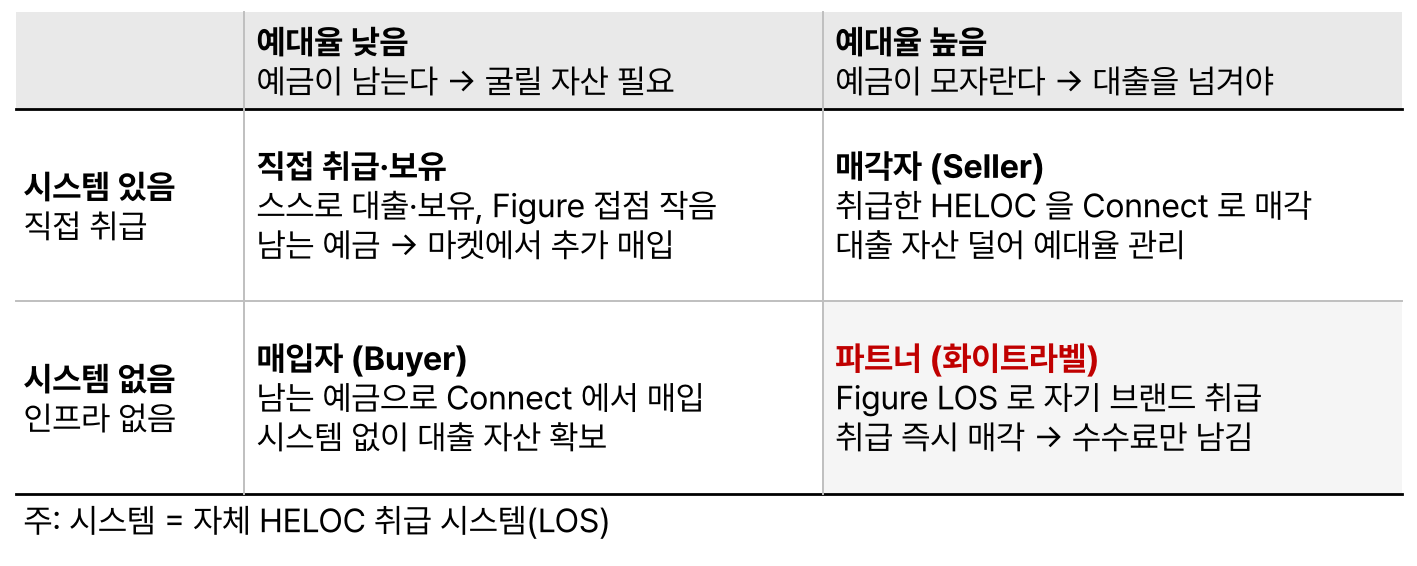 예대율 낮음
예금이 남는다 → 굴릴 자산 필요
예대율 높음
예금이 모자란다 → 대출을 넘겨야
시스템 있음
직접 취급
직접 취급·보유
스스로 대출·보유, Figure 접점 작음
남는 예금 → 마켓에서 추가 매입
매각자 (Seller)
취급한 HELOC 을 Connect 로 매각
대출 자산 덜어 예대율 관리
시스템 없음
인프라 없음
매입자 (Buyer)
남는 예금으로 Connect 에서 매입
시스템 없이 대출 자산 확보
파트너 (화이트라벨)
Figure LOS 로 자기 브랜드 취급
취급 즉시 매각 → 수수료만 남김
주: 시스템 = 자체 HELOC 취급 시스템(LOS)